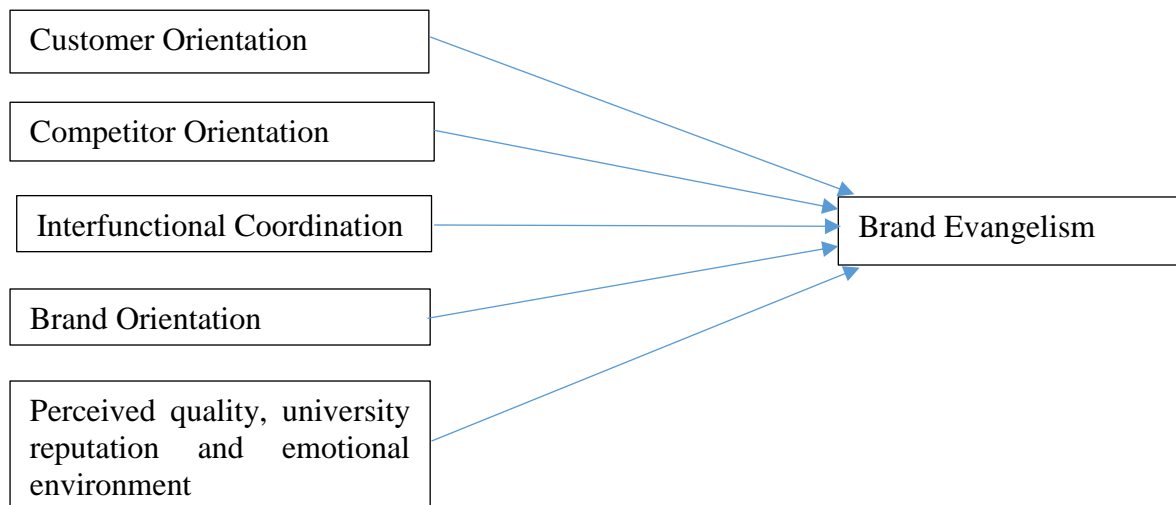 Customer Orientation
Competitor Orientation
Interfunctional Coordination
Brand Evangelism
Brand Orientation
Perceived quality, university
reputation and emotional
environment